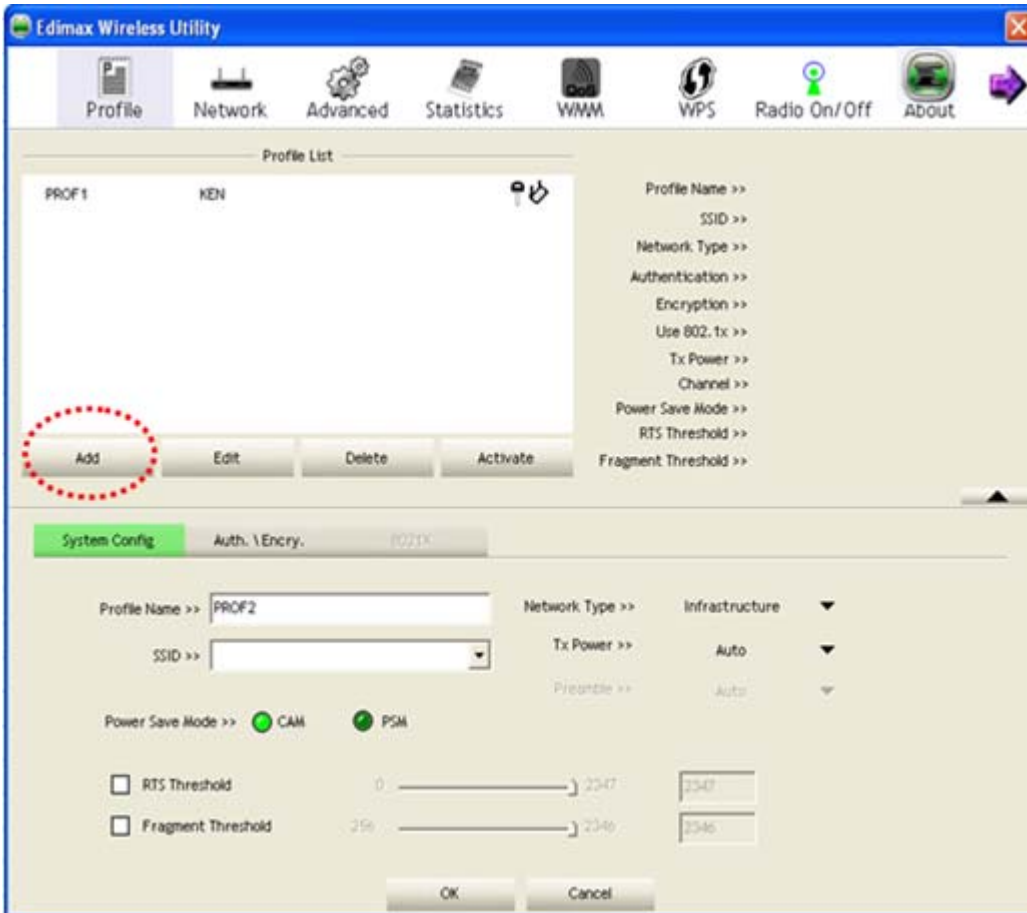 Edimax Wireless Utility
Profile Network Advanced Statistics QoS WMM WPS Radio On/Off About
Profile List
PROF1 KEN
Profile Name >>
SSID >>
Network Type >>
Authentication >>
Encryption >>
Use 802.1x >>
Tx Power >>
Channel >>
Power Save Mode >>
RTS Threshold >>
Fragment Threshold >>
Add Edit Delete Activate
System Config Auth. \ Encry. 8021X
Profile Name >> PROF2 Network Type >> Infrastructure
SSID >> Tx Power >> Auto
Preamble >> Auto
Power Save Mode >> CAM PSM
RTS Threshold 0 2347 2347
Fragment Threshold 256 2346 2346
OK Cancel